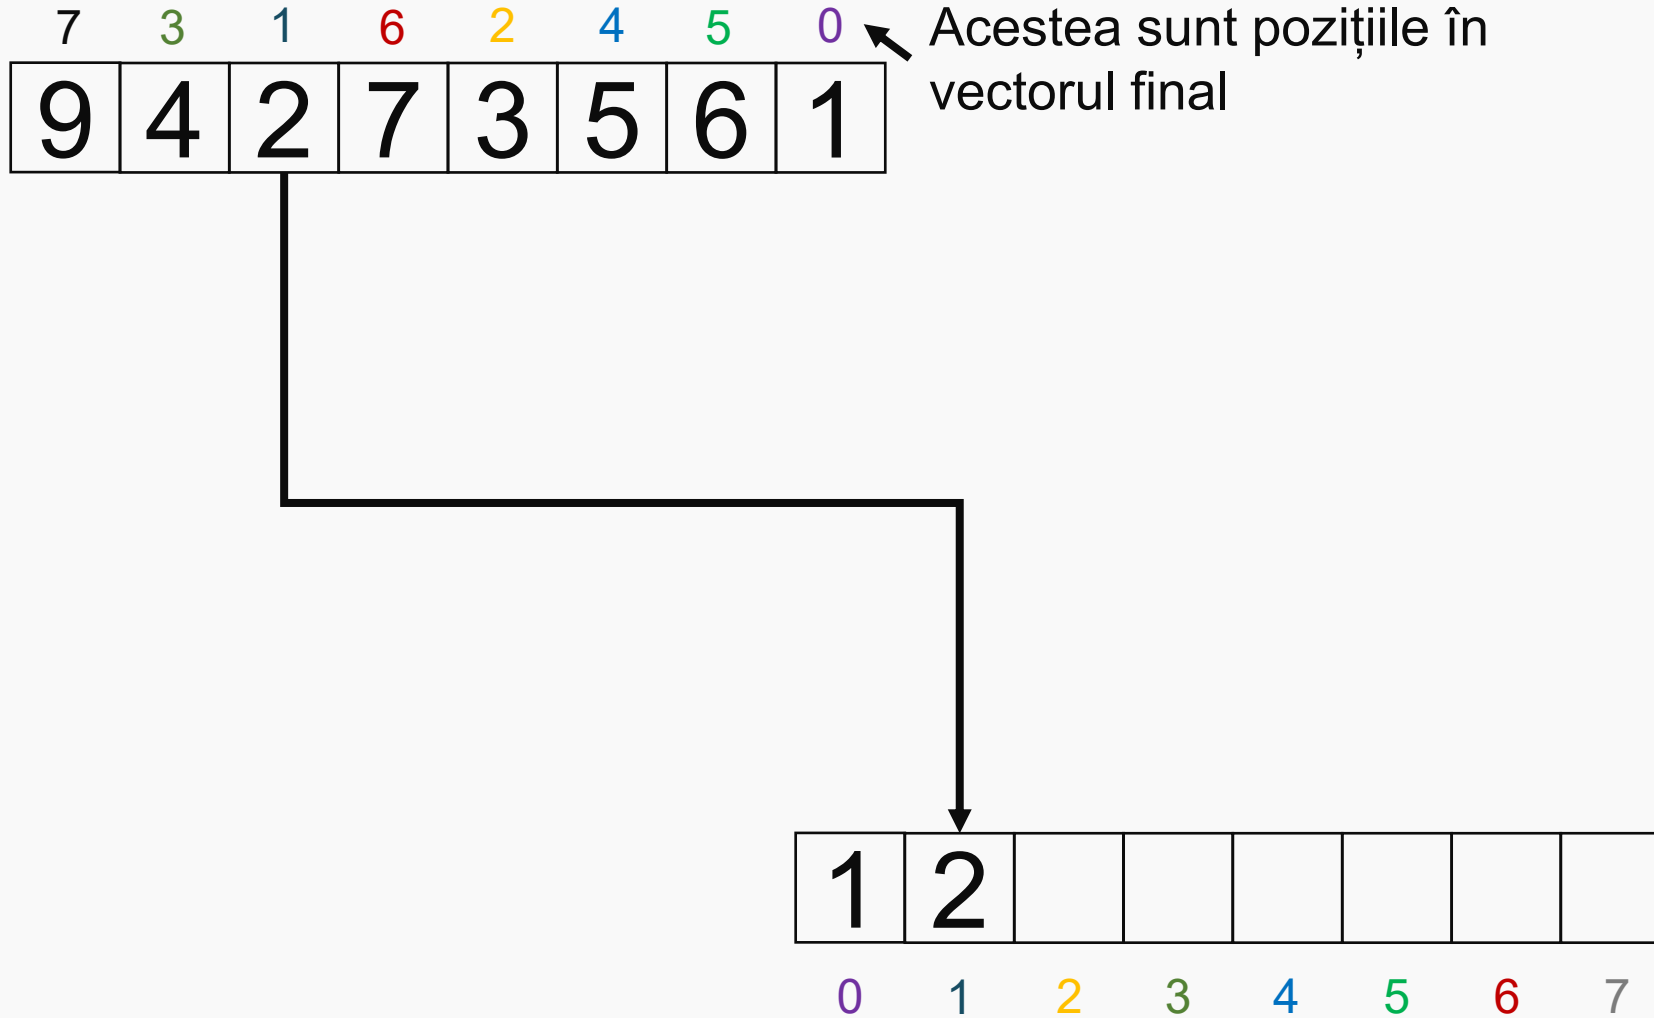 7 3 1 6 2 4 5 0
Acestea sunt pozițiile în
vectorul final
9 4 2 7 3 5 6 1
1 2
0 1 2 3 4 5 6 7